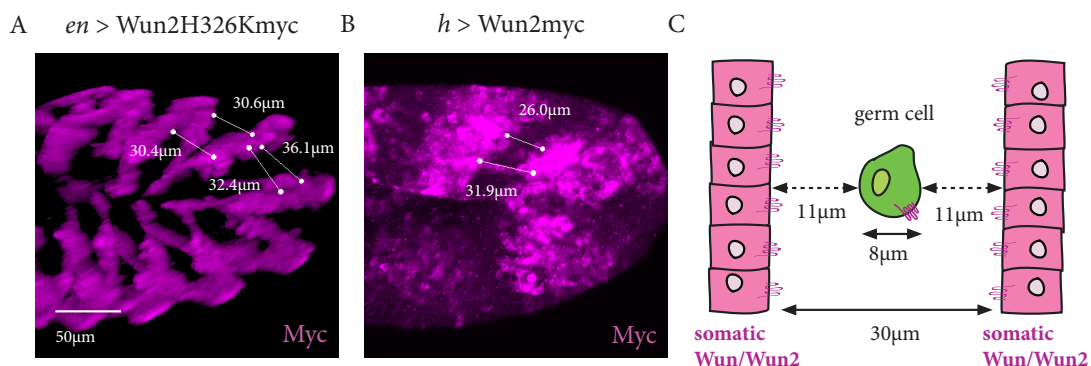 A
en > Wun2H326Kmyc
30.6µm
30.4µm
36.1µm
32.4µm
50µm
Myc
B
h > Wun2myc
26.0µm
31.9µm
Myc
C
germ cell
11µm
11µm
8µm
30µm
somatic
Wun/Wun2
somatic
Wun/Wun2